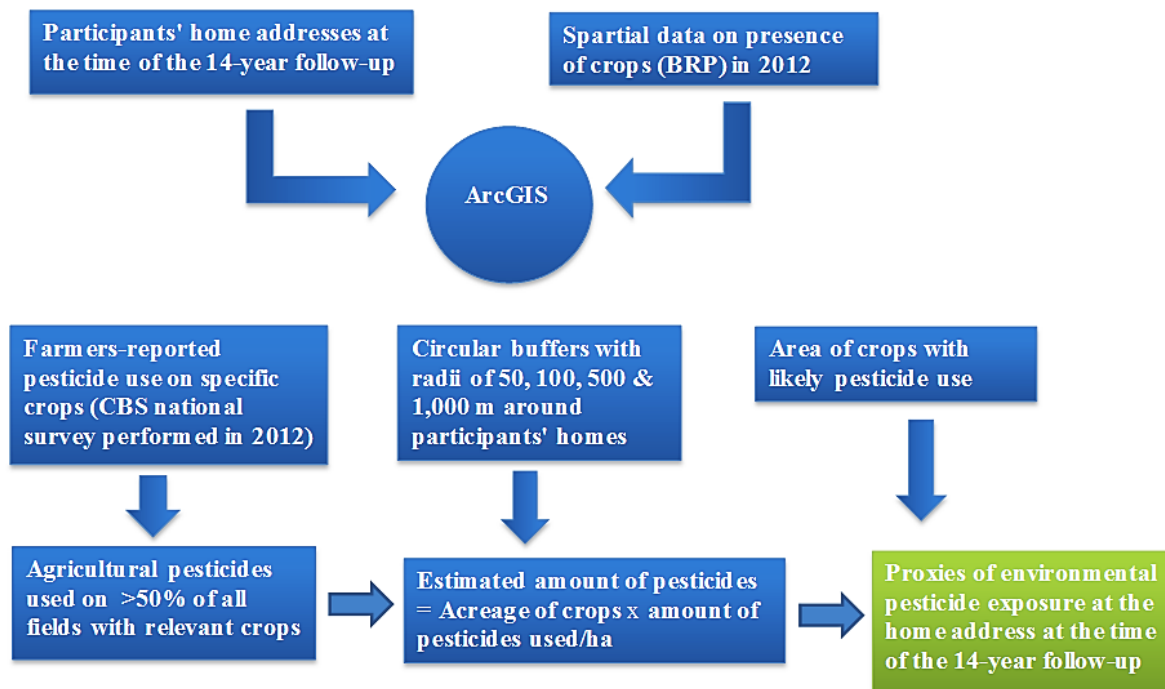 Participants' home addresses at
the time of the 14-year follow-up
Spartial data on presence
of crops (BRP) in 2012
ArcGIS
Farmers-reported
pesticide use on specific
crops (CBS national
survey performed in 2012)
Circular buffers with
radii of 50, 100, 500 &
1,000 m around
participants' homes
Area of crops with
likely pesticide use
Agricultural pesticides
used on >50% of all
fields with relevant crops
Estimated amount of pesticides
= Acreage of crops x amount of
pesticides used/ha
Proxies of environmental
pesticide exposure at the
home address at the time
of the 14-year follow-up